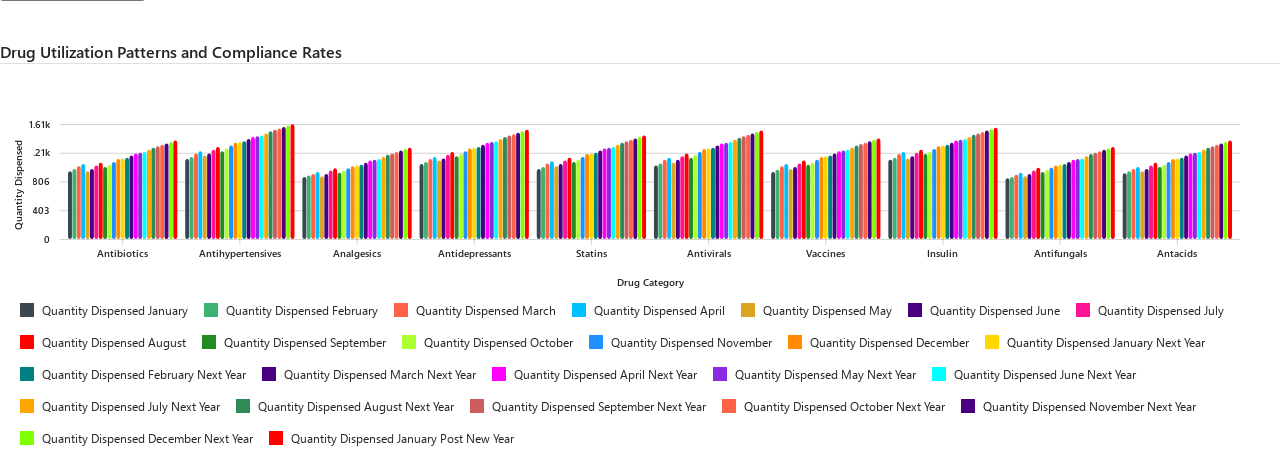 Drug Utilization Patterns and Compliance Rates
1.61k
.21k
806
403
0
Quantity Dispensed
Antibiotics Antihypertensives Analgesics Antidepressants Statins Antivirals Vaccines Insulin Antifungals Antacids
Drug Category
Quantity Dispensed January Quantity Dispensed February Quantity Dispensed March Quantity Dispensed April Quantity Dispensed May Quantity Dispensed June Quantity Dispensed July
Quantity Dispensed August Quantity Dispensed September Quantity Dispensed October Quantity Dispensed November Quantity Dispensed December Quantity Dispensed January Next Year
Quantity Dispensed February Next Year Quantity Dispensed March Next Year Quantity Dispensed April Next Year Quantity Dispensed May Next Year Quantity Dispensed June Next Year
Quantity Dispensed July Next Year Quantity Dispensed August Next Year Quantity Dispensed September Next Year Quantity Dispensed October Next Year Quantity Dispensed November Next Year
Quantity Dispensed December Next Year Quantity Dispensed January Post New Year